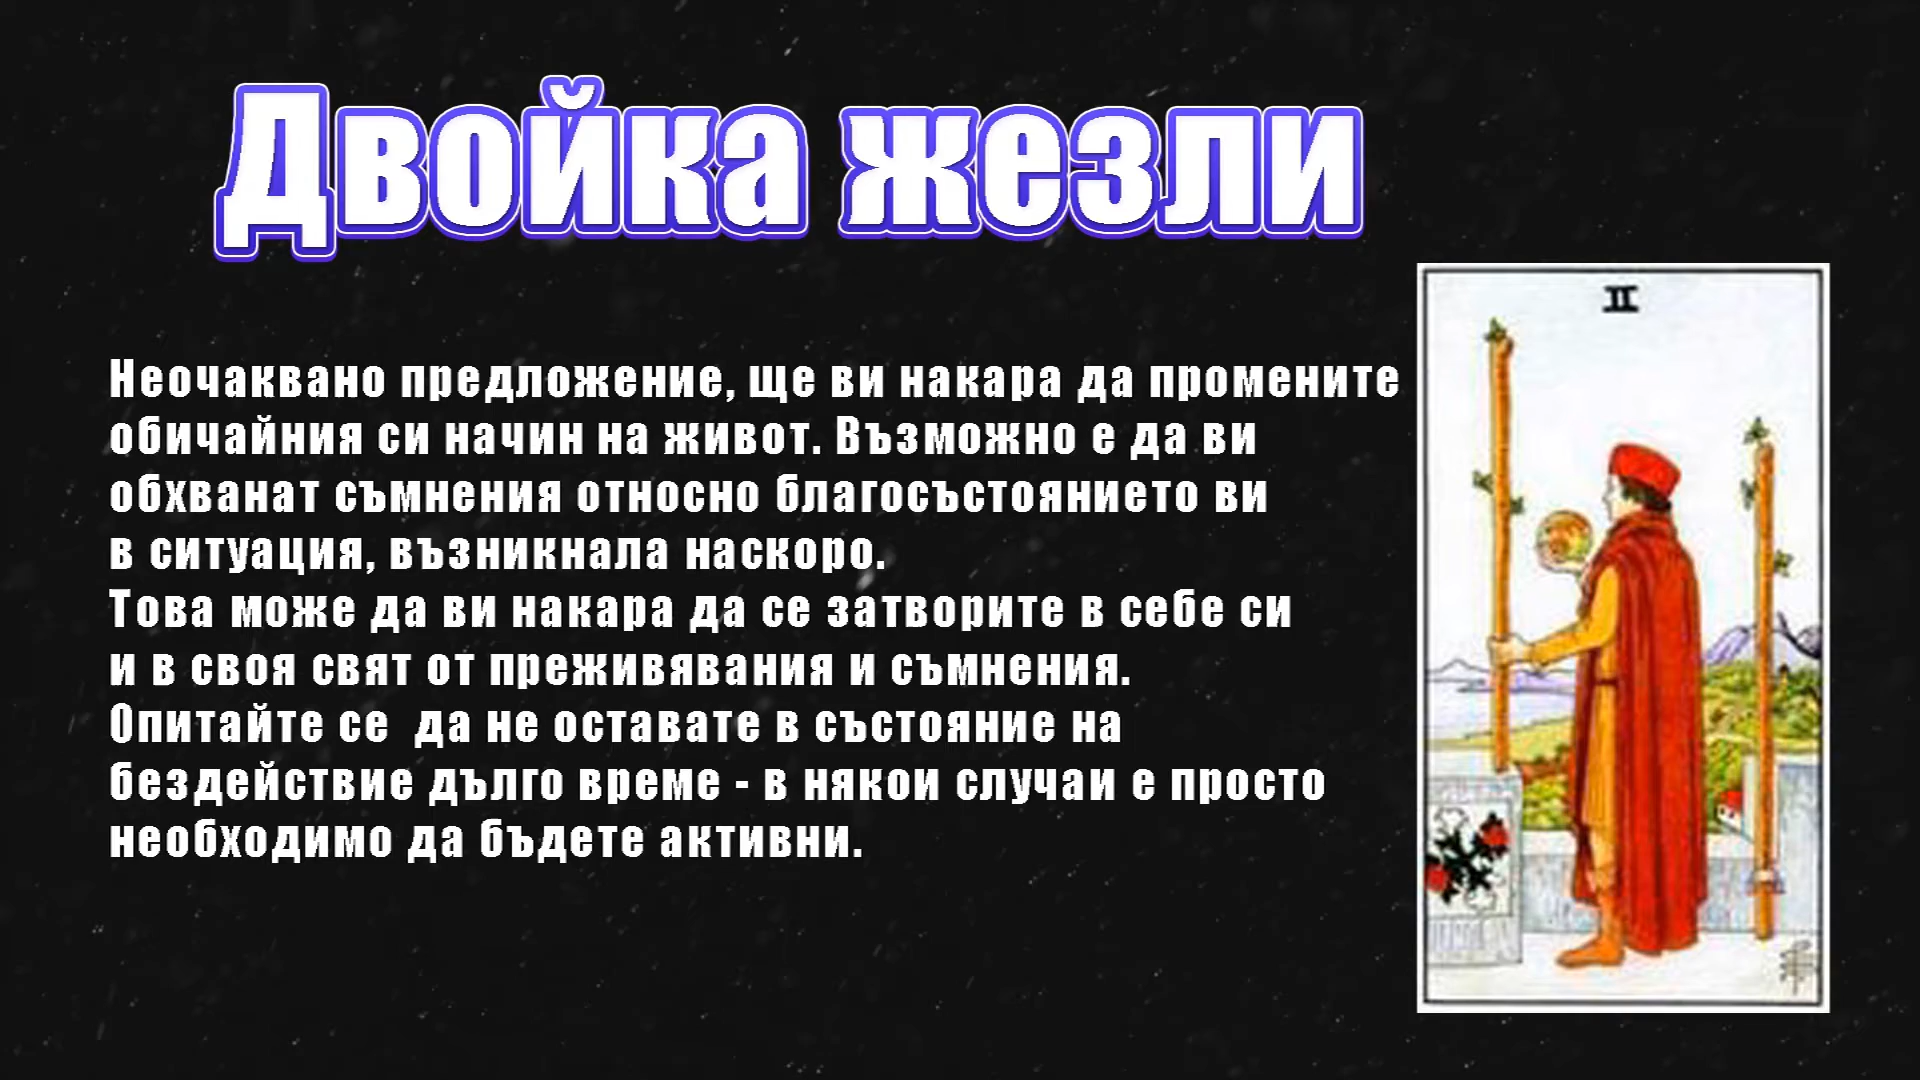 Двойка жезли
II
Неочаквано предложение, ще ви накара да промените
обичайния си начин на живот. Възможно е да ви
обхванат съмнения относно благосъстоянието ви
в ситуация, възникнала наскоро.
Това може да ви накара да се затворите в себе си
и в своя свят от преживявания и съмнения.
Опитайте се  да не оставате в състояние на
бездействие дълго време - в някои случаи е просто
необходимо да бъдете активни.